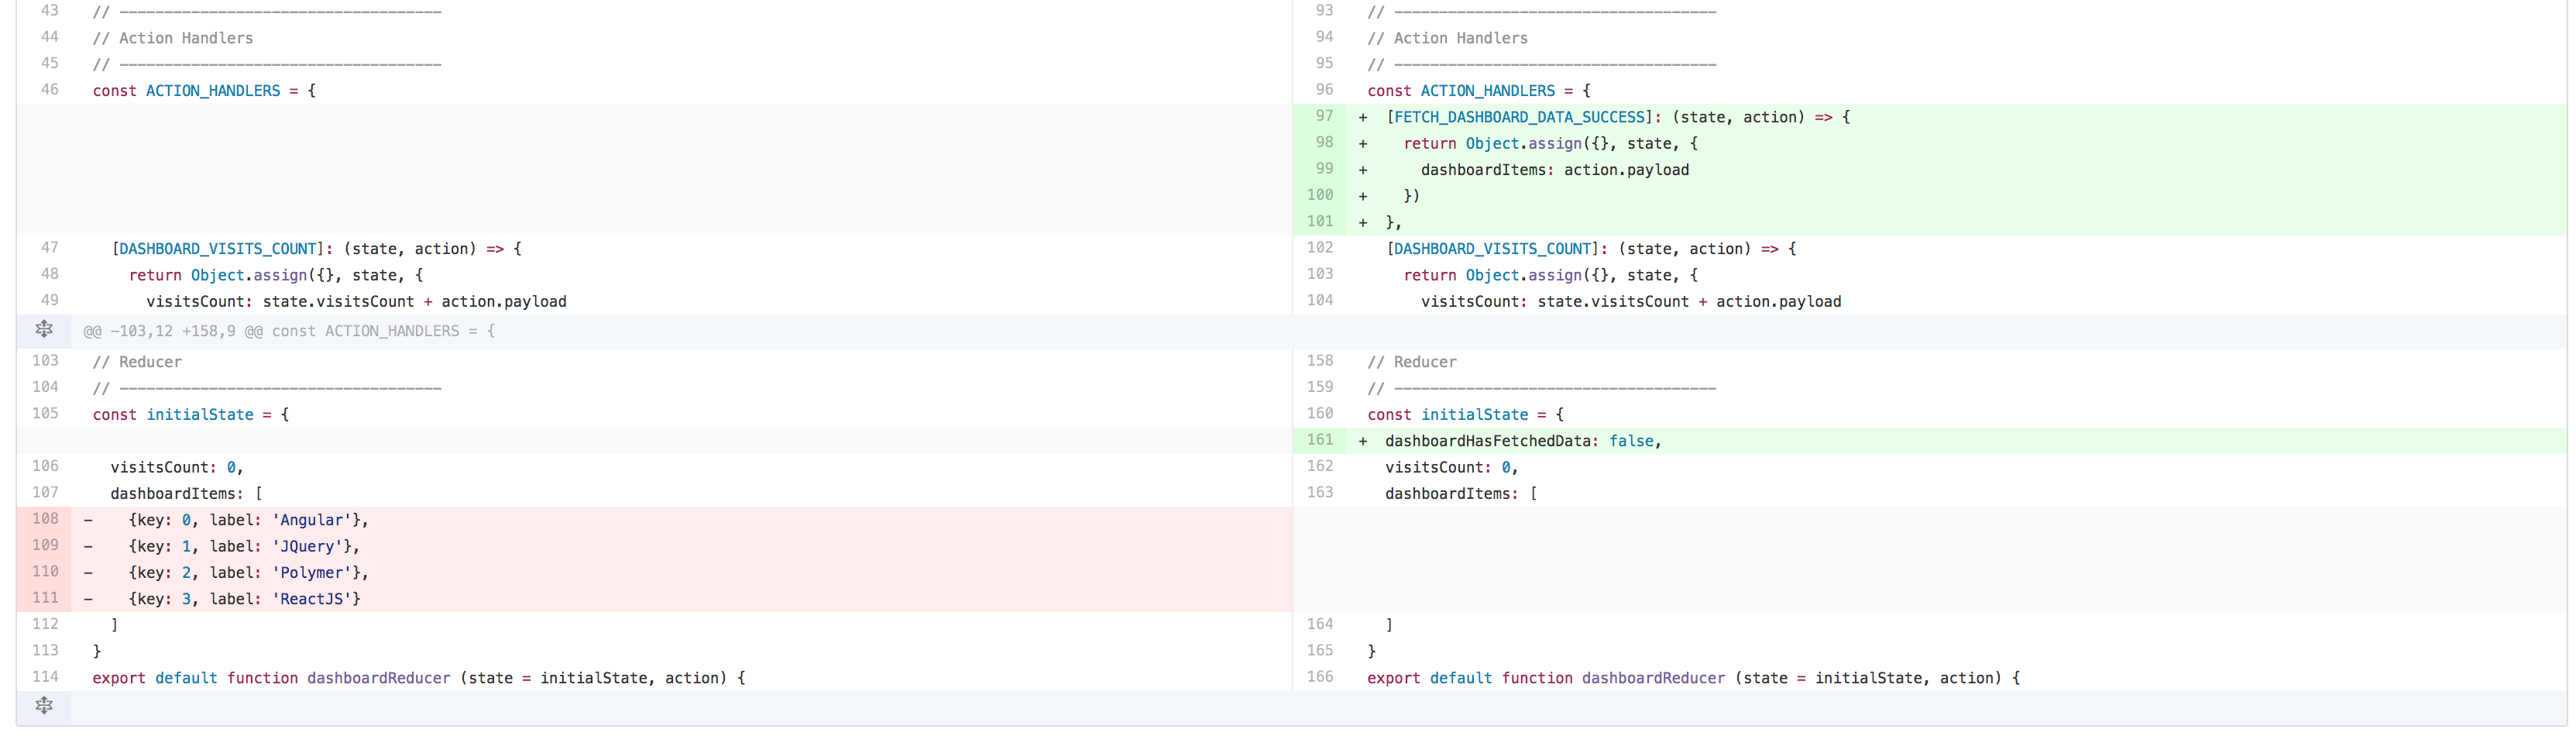 43 // ------------------------------------
44 // Action Handlers
45 // ------------------------------------
46 const ACTION_HANDLERS = {
47 [DASHBOARD_VISITS_COUNT]: (state, action) => {
48 return Object.assign({}, state, {
49 visitsCount: state.visitsCount + action.payload
@@ -103,12 +158,9 @@ const ACTION_HANDLERS = {
103 // Reducer
104 // ------------------------------------
105 const initialState = {
106 visitsCount: 0,
107 dashboardItems: [
108 - {key: 0, label: 'Angular'},
109 - {key: 1, label: 'JQuery'},
110 - {key: 2, label: 'Polymer'},
111 - {key: 3, label: 'ReactJS'}
112 ]
113 }
114 export default function dashboardReducer (state = initialState, action) {
93 // ------------------------------------
94 // Action Handlers
95 // ------------------------------------
96 const ACTION_HANDLERS = {
97 + [FETCH_DASHBOARD_DATA_SUCCESS]: (state, action) => {
98 + return Object.assign({}, state, {
99 + dashboardItems: action.payload
100 + })
101 + },
102 [DASHBOARD_VISITS_COUNT]: (state, action) => {
103 return Object.assign({}, state, {
104 visitsCount: state.visitsCount + action.payload
158 // Reducer
159 // ------------------------------------
160 const initialState = {
161 + dashboardHasFetchedData: false,
162 visitsCount: 0,
163 dashboardItems: [
164 ]
165 }
166 export default function dashboardReducer (state = initialState, action) {